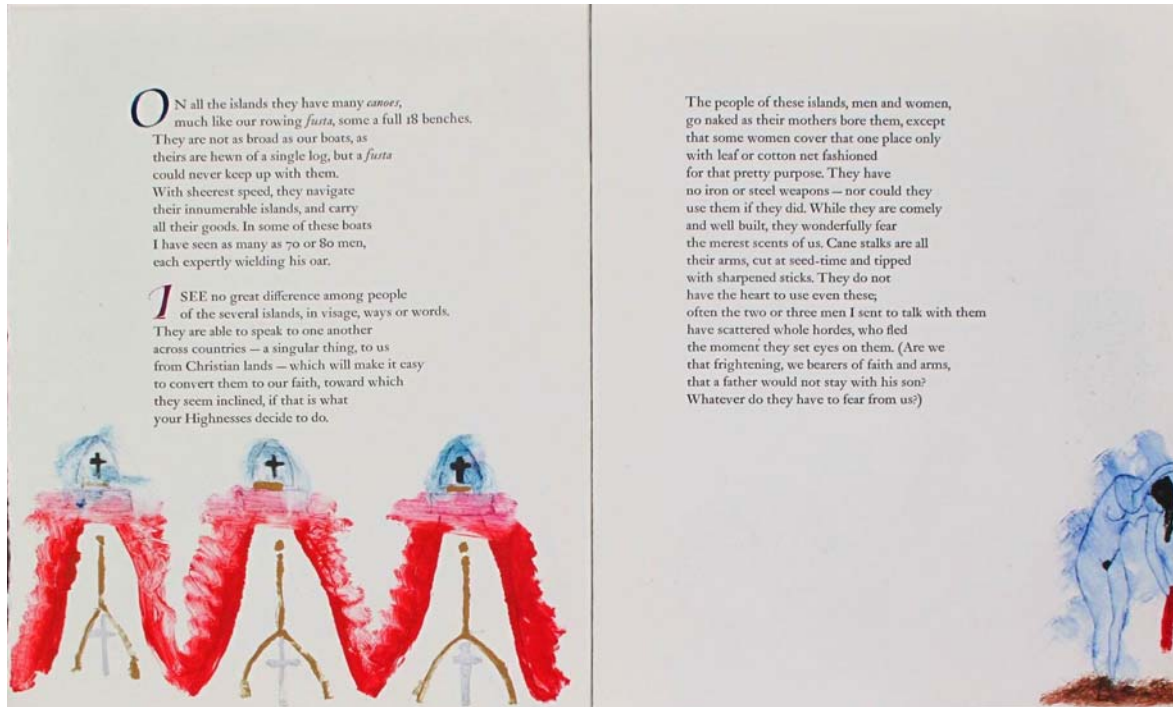 ON all the islands they have many canoes,
much like our rowing fusta, some a full 18 benches.
They are not as broad as our boats, as
theirs are hewn of a single log, but a fusta
could never keep up with them.
With sheerest speed, they navigate
their innumerable islands, and carry
all their goods. In some of these boats
I have seen as many as 70 or 80 men,
each expertly wielding his oar.
I SEE no great difference among people
of the several islands, in visage, ways or words.
They are able to speak to one another
across countries — a singular thing, to us
from Christian lands — which will make it easy
to convert them to our faith, toward which
they seem inclined, if that is what
your Highnesses decide to do.
The people of these islands, men and women,
go naked as their mothers bore them, except
that some women cover that one place only
with leaf or cotton net fashioned
for that pretty purpose. They have
no iron or steel weapons — nor could they
use them if they did. While they are comely
and well built, they wonderfully fear
the merest scents of us. Cane stalks are all
their arms, cut at seed-time and tipped
with sharpened sticks. They do not
have the heart to use even these;
often the two or three men I sent to talk with them
have scattered whole hordes, who fled
the moment they set eyes on them. (Are we
that frightening, we bearers of faith and arms,
that a father would not stay with his son?
Whatever do they have to fear from us?)